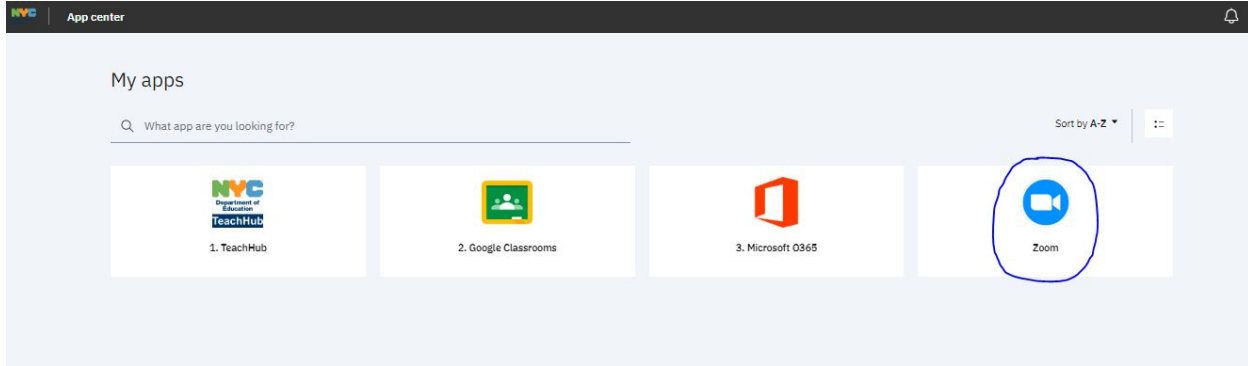 NYC App center
My apps
What app are you looking for?
Sort by A-Z
NYC
Department of
Education
TeachHub
1. TeachHub
2. Google Classrooms
3. Microsoft O365
Zoom